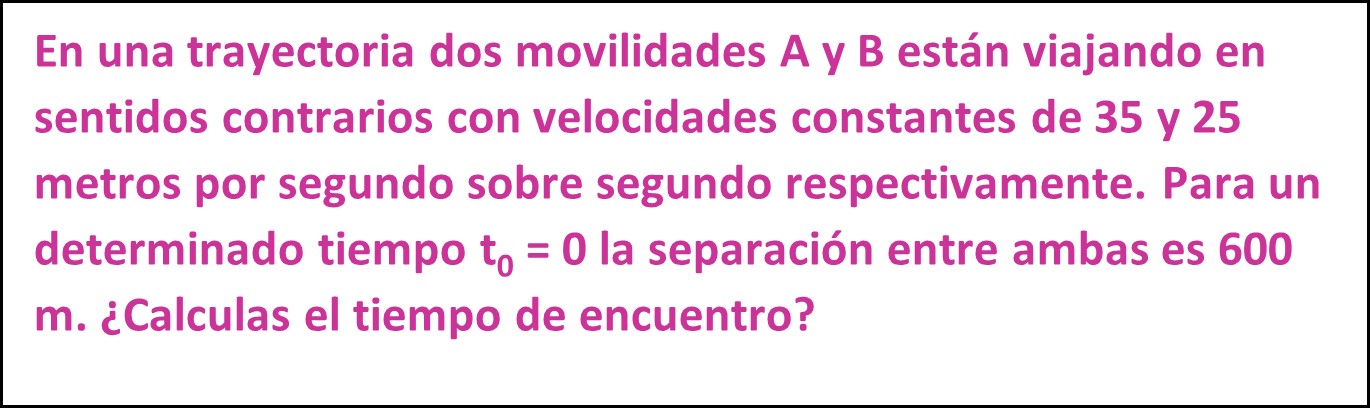 En una trayectoria dos movilidades A y B están viajando en
sentidos contrarios con velocidades constantes de 35 y 25
metros por segundo sobre segundo respectivamente. Para un
determinado tiempo t₀ = 0 la separación entre ambas es 600
m. ¿Calculas el tiempo de encuentro?